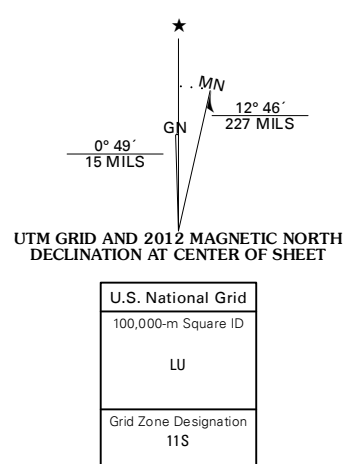 MN
GN
12° 46´
227 MILS
0° 49´
15 MILS
UTM GRID AND 2012 MAGNETIC NORTH
DECLINATION AT CENTER OF SHEET
U.S. National Grid
100,000-m Square ID
LU
Grid Zone Designation
11S